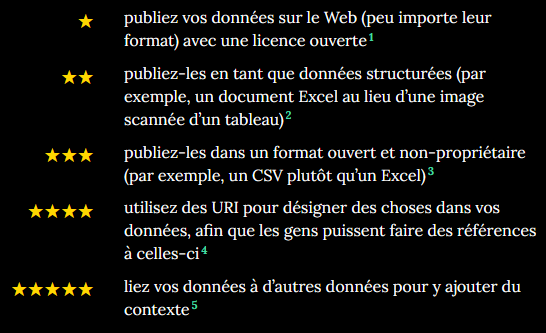 ★ publiez vos données sur le Web (peu importe leur
format) avec une licence ouverte1
★★ publiez-les en tant que données structurées (par
exemple, un document Excel au lieu d’une image
scannée d’un tableau)2
★★★ publiez-les dans un format ouvert et non-propriétaire
(par exemple, un CSV plutôt qu’un Excel)3
★★★★ utilisez des URI pour désigner des choses dans vos
données, afin que les gens puissent faire des références
à celles-ci4
★★★★★ liez vos données à d’autres données pour y ajouter du
contexte5